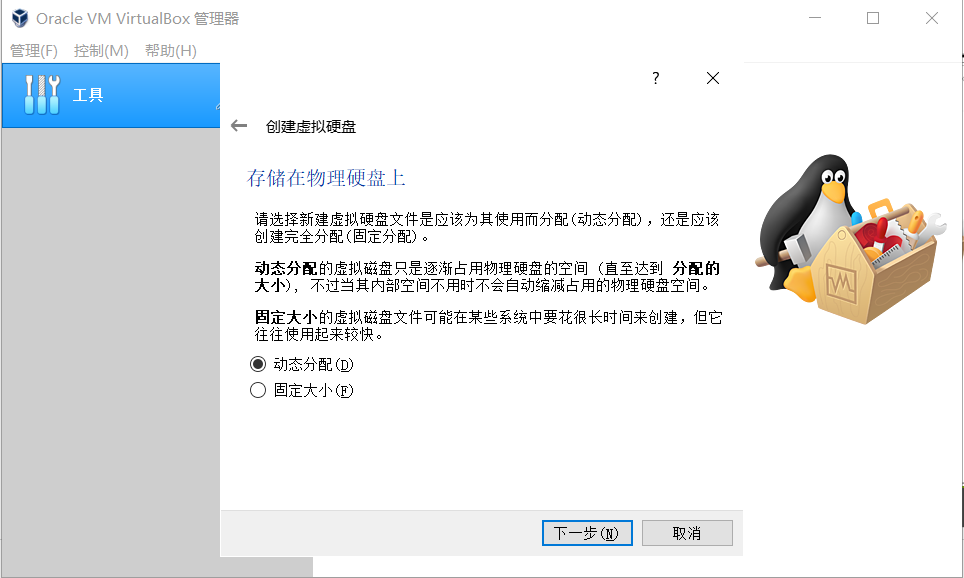 Oracle VM VirtualBox 管理器
管理(F) 控制(M) 帮助(H)
工具
?
创建虚拟硬盘
存储在物理硬盘上
请选择新建虚拟硬盘文件是应该为其使用而分配(动态分配)，还是应该
创建完全分配(固定分配)。
动态分配的虚拟磁盘只是逐渐占用物理硬盘的空间 (直至达到 分配的
大小)，不过当其内部空间不用时不会自动缩减占用的物理硬盘空间。
固定大小的虚拟磁盘文件可能在某些系统中要花很长时间来创建，但它
往往使用起来较快。
动态分配(D)
固定大小(F)
下一步(N) 取消